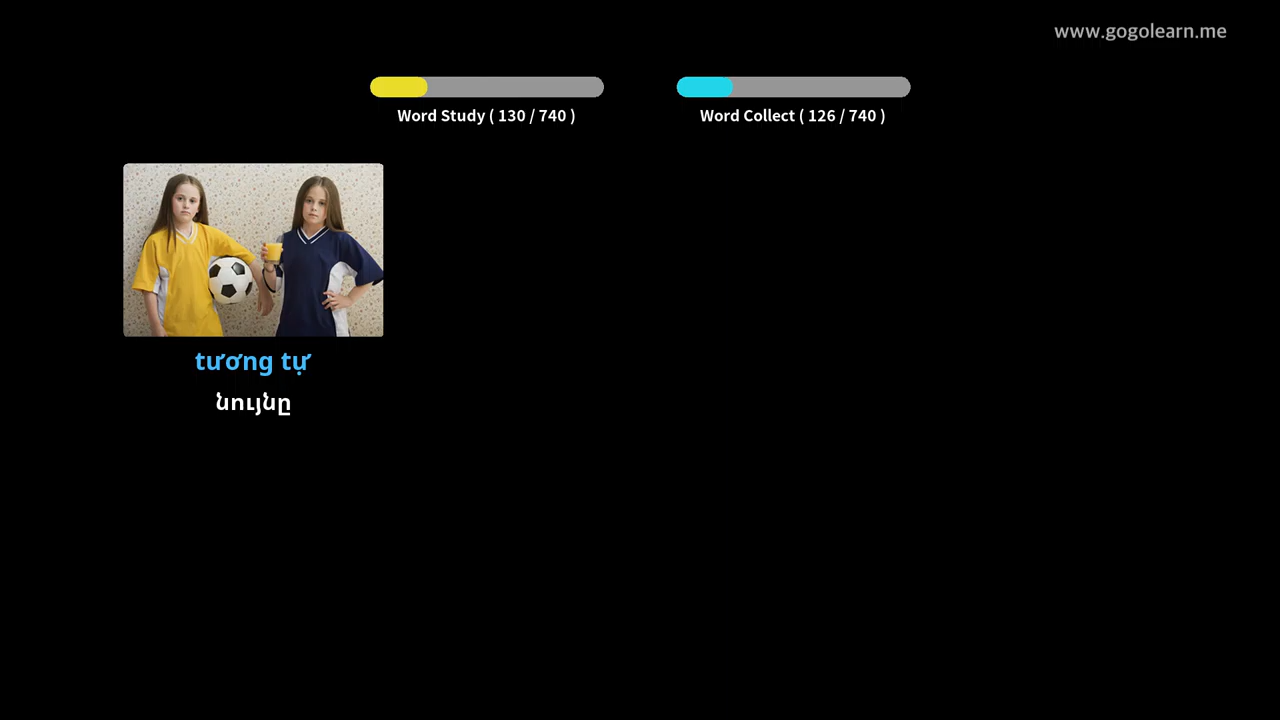 www.gogolearn.me
Word Study ( 130 / 740 )
Word Collect ( 126 / 740 )
tương tự
նույնը